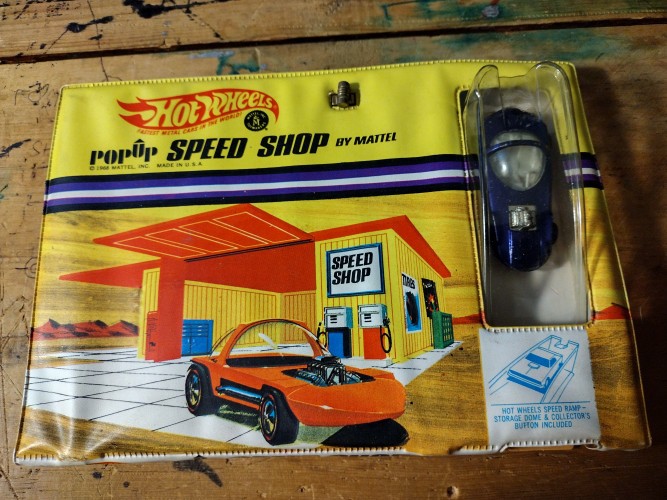 Hot Wheels
FASTEST METAL CARS IN THE WORLD!
POPUP SPEED SHOP BY MATTEL
© 1968 MATTEL, INC. MADE IN U.S.A.
SPEED
SHOP
TIRES
HOT WHEELS SPEED RAMP-
STORAGE DOME & COLLECTOR'S
BUTTON INCLUDED